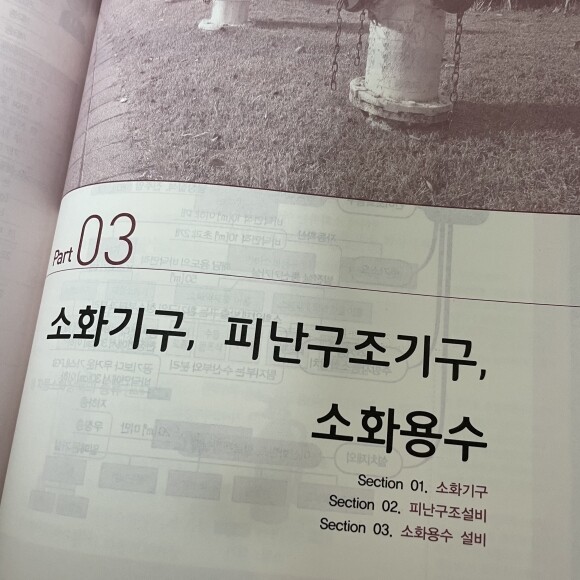 Part 03
소화기구, 피난구조기구,
소화용수
Section 01. 소화기구
Section 02. 피난구조설비
Section 03. 소화용수 설비